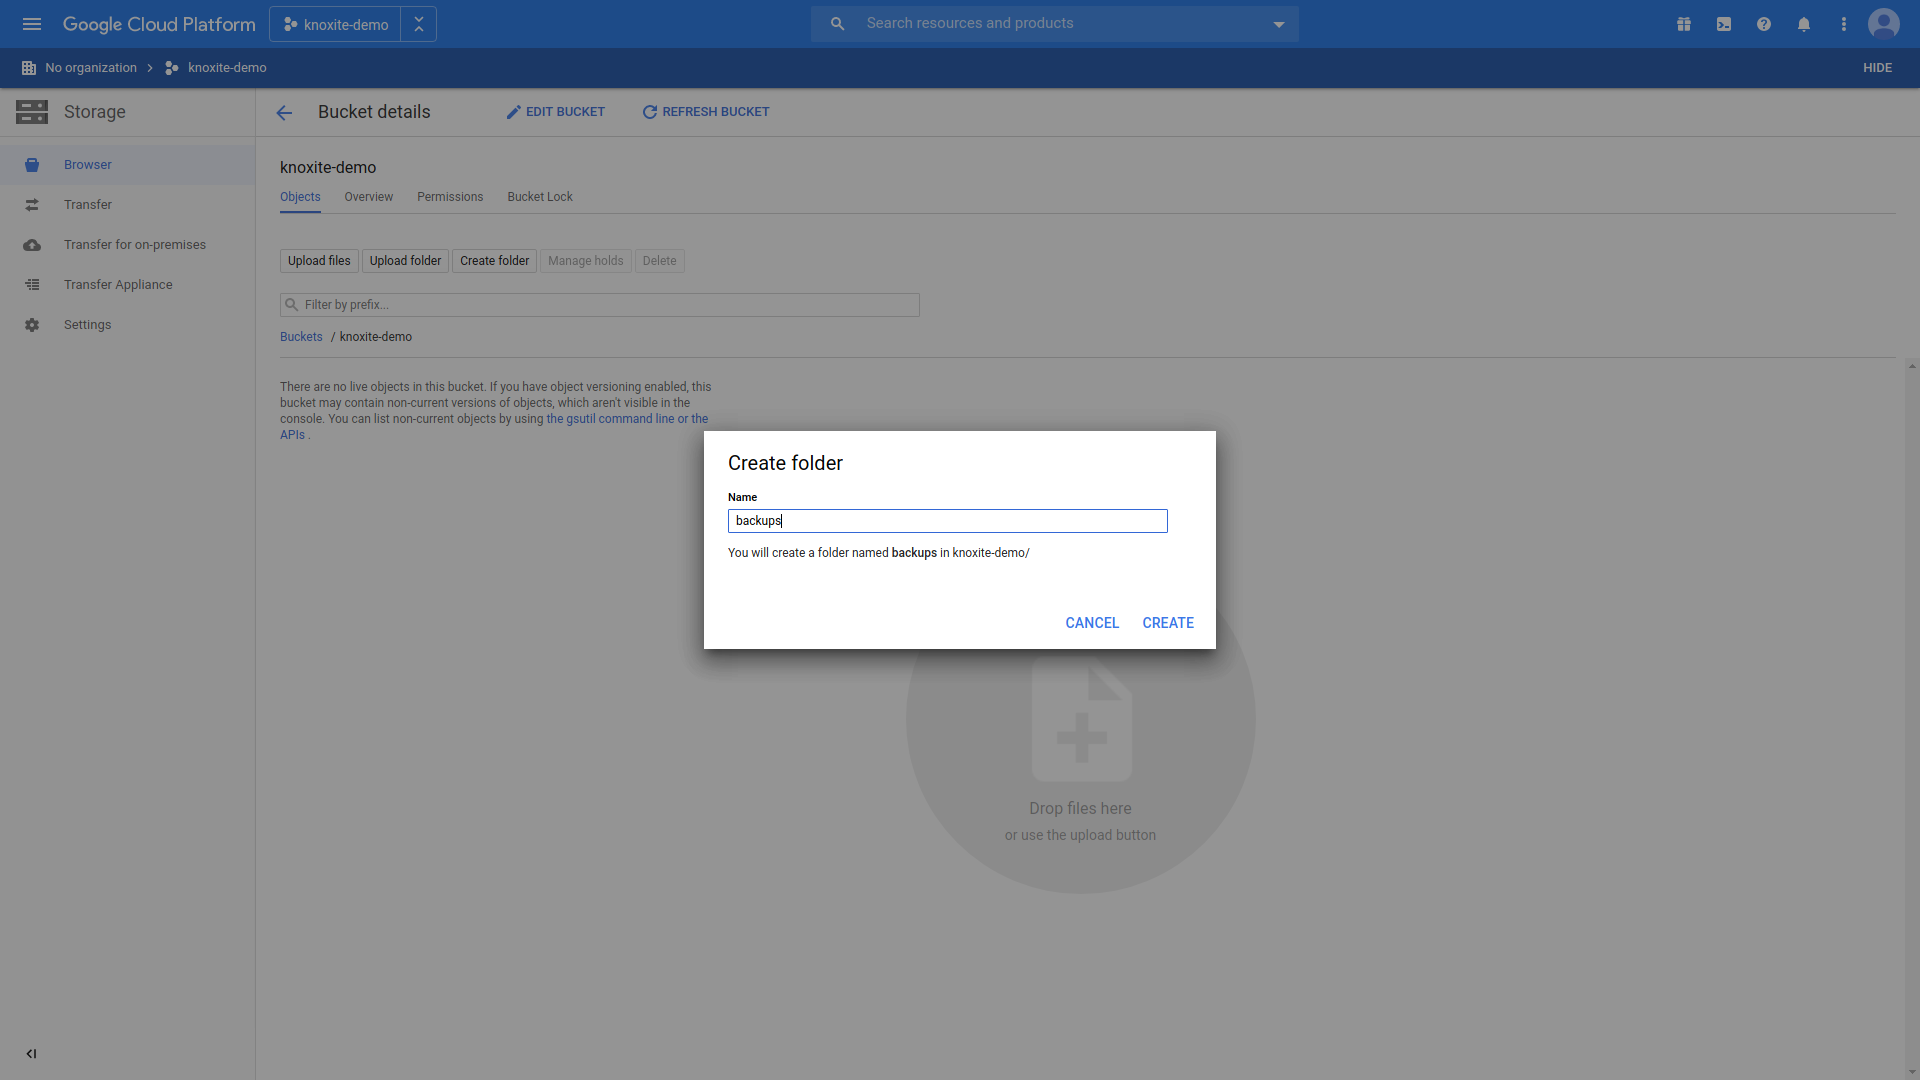 Google Cloud Platform
knoxite-demo
Search resources and products
No organization
knoxite-demo
HIDE
Storage
Bucket details
EDIT BUCKET
REFRESH BUCKET
Browser
Transfer
Transfer for on-premises
Transfer Appliance
Settings
knoxite-demo
Objects
Overview
Permissions
Bucket Lock
Upload files
Upload folder
Create folder
Manage holds
Delete
Filter by prefix...
Buckets / knoxite-demo
There are no live objects in this bucket. If you have object versioning enabled, this
bucket may contain non-current versions of objects, which aren't visible in the
console. You can list non-current objects by using the gsutil command line or the
APIs .
Create folder
Name
backups
You will create a folder named backups in knoxite-demo/
CANCEL
CREATE
Drop files here
or use the upload button